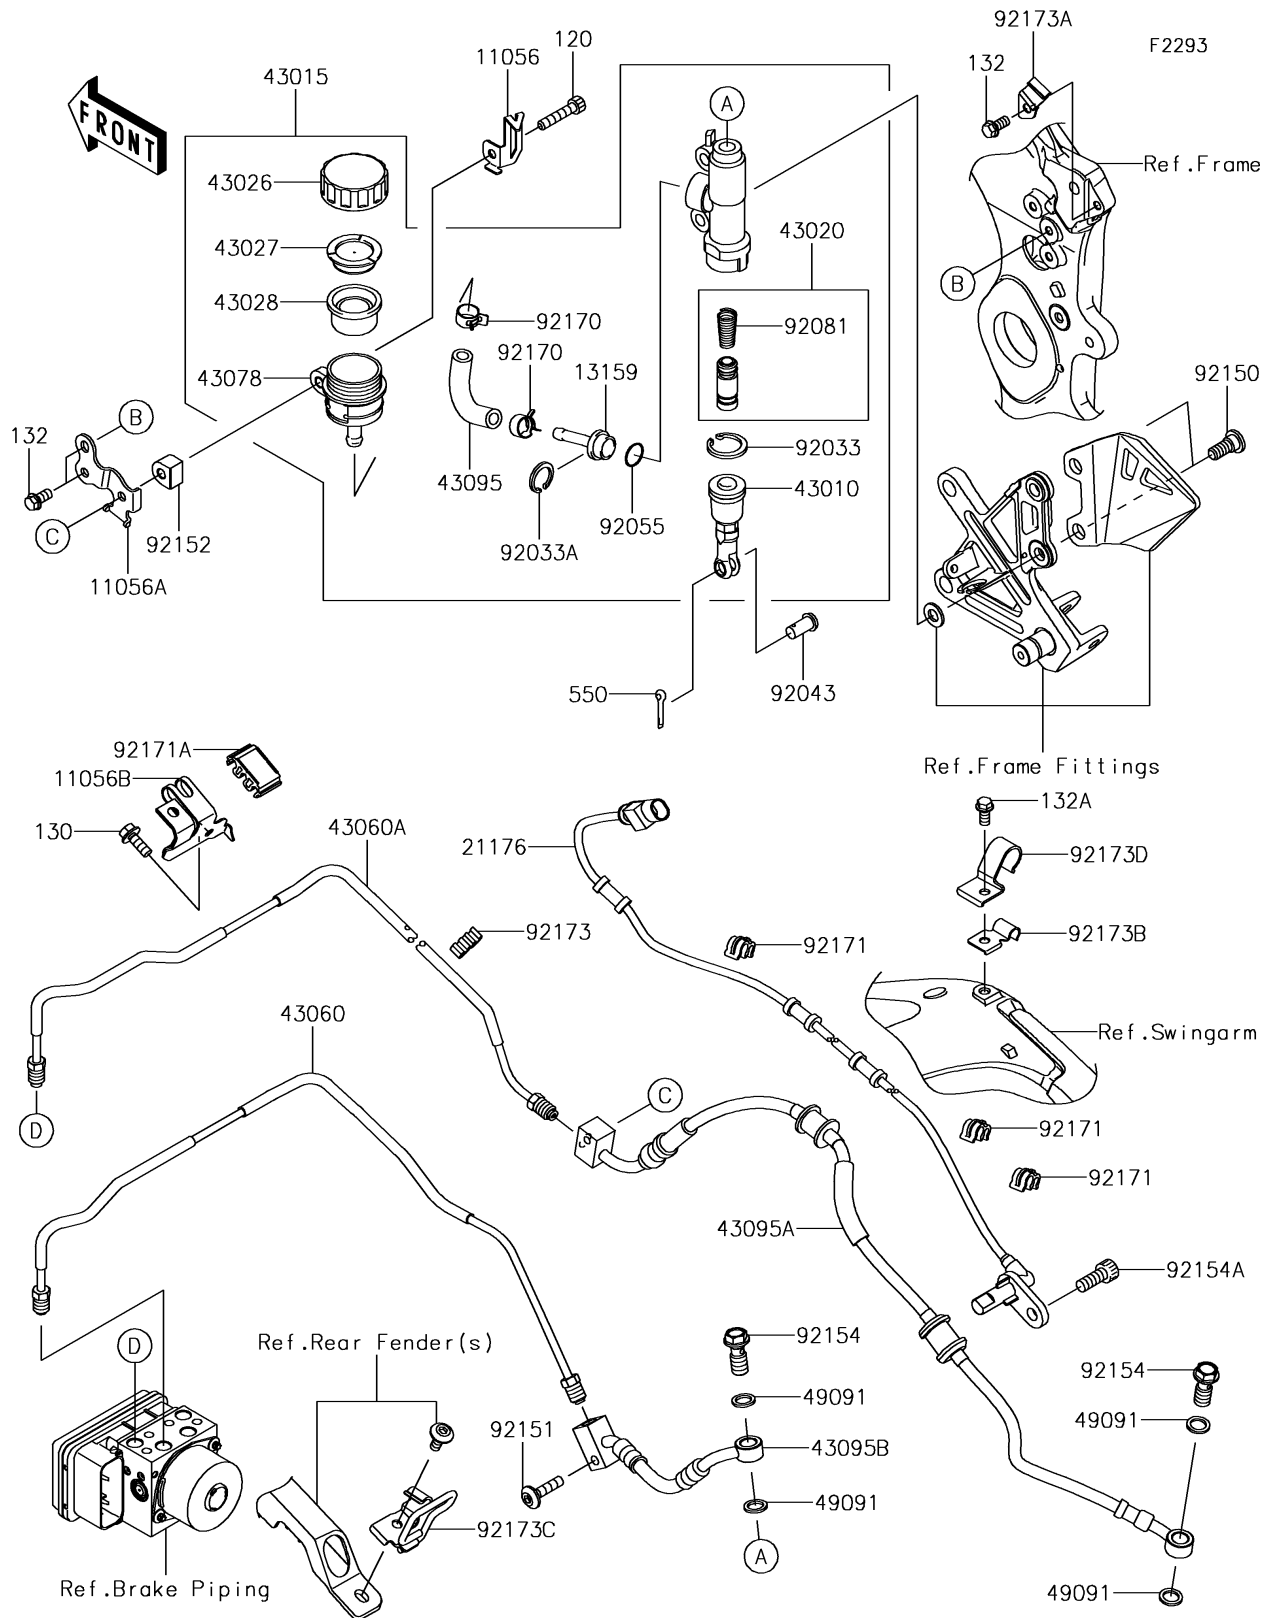 92173A
F2293
120
11056
132
43015
A
FRONT
Ref.Frame
43026
43020
43027
B
43028
92170
92081
92170
13159
43078
92150
B
132
92033
43095
43010
C
92152
92055
92033A
11056A
550
92043
92171A
Ref.Frame Fittings
11056B
132A
130
43060A
21176
92173D
92173
92171
92173B
43060
Ref.Swingarm
C
D
92171
92171
43095A
92154A
Ref.Rear Fender(s)
D
92154
92154
49091
49091
92151
43095B
49091
92173C
A
Ref.Brake Piping
49091